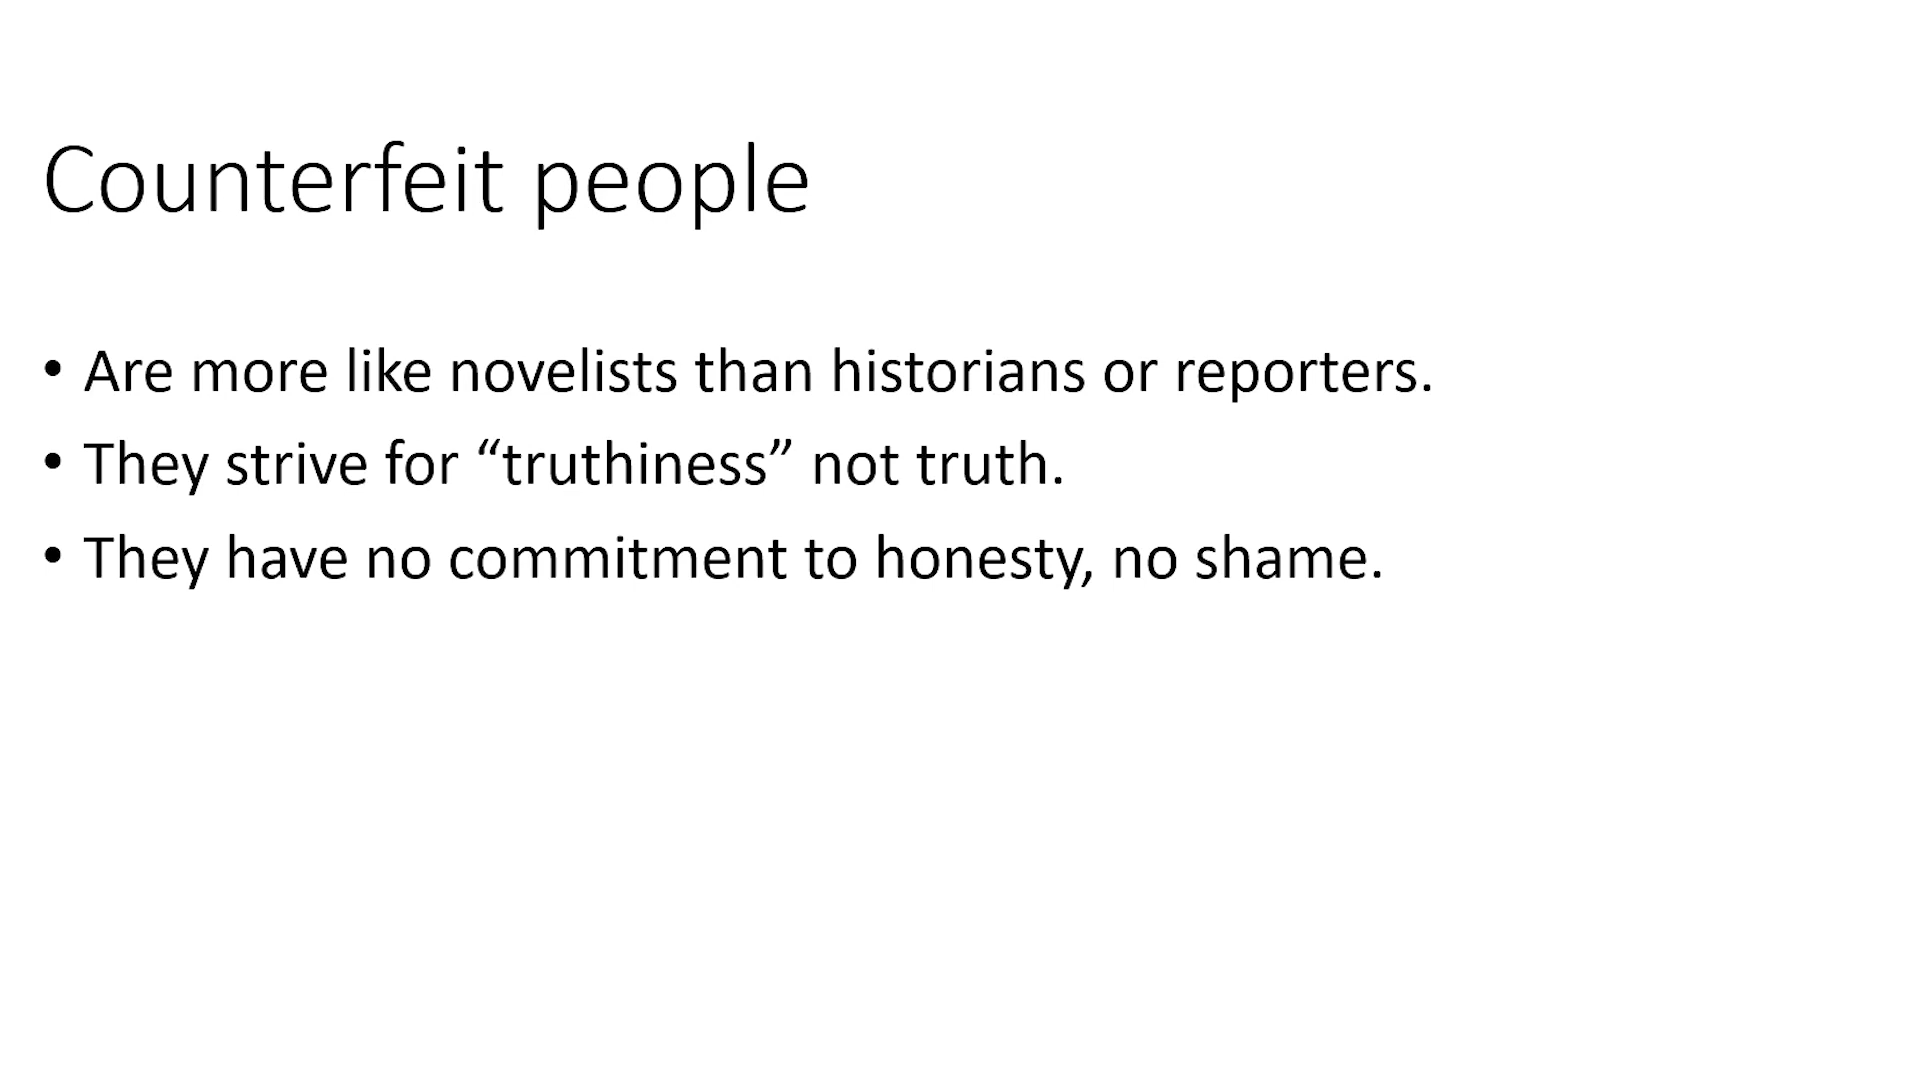 Counterfeit people
• Are more like novelists than historians or reporters.
• They strive for “truthiness” not truth.
• They have no commitment to honesty, no shame.